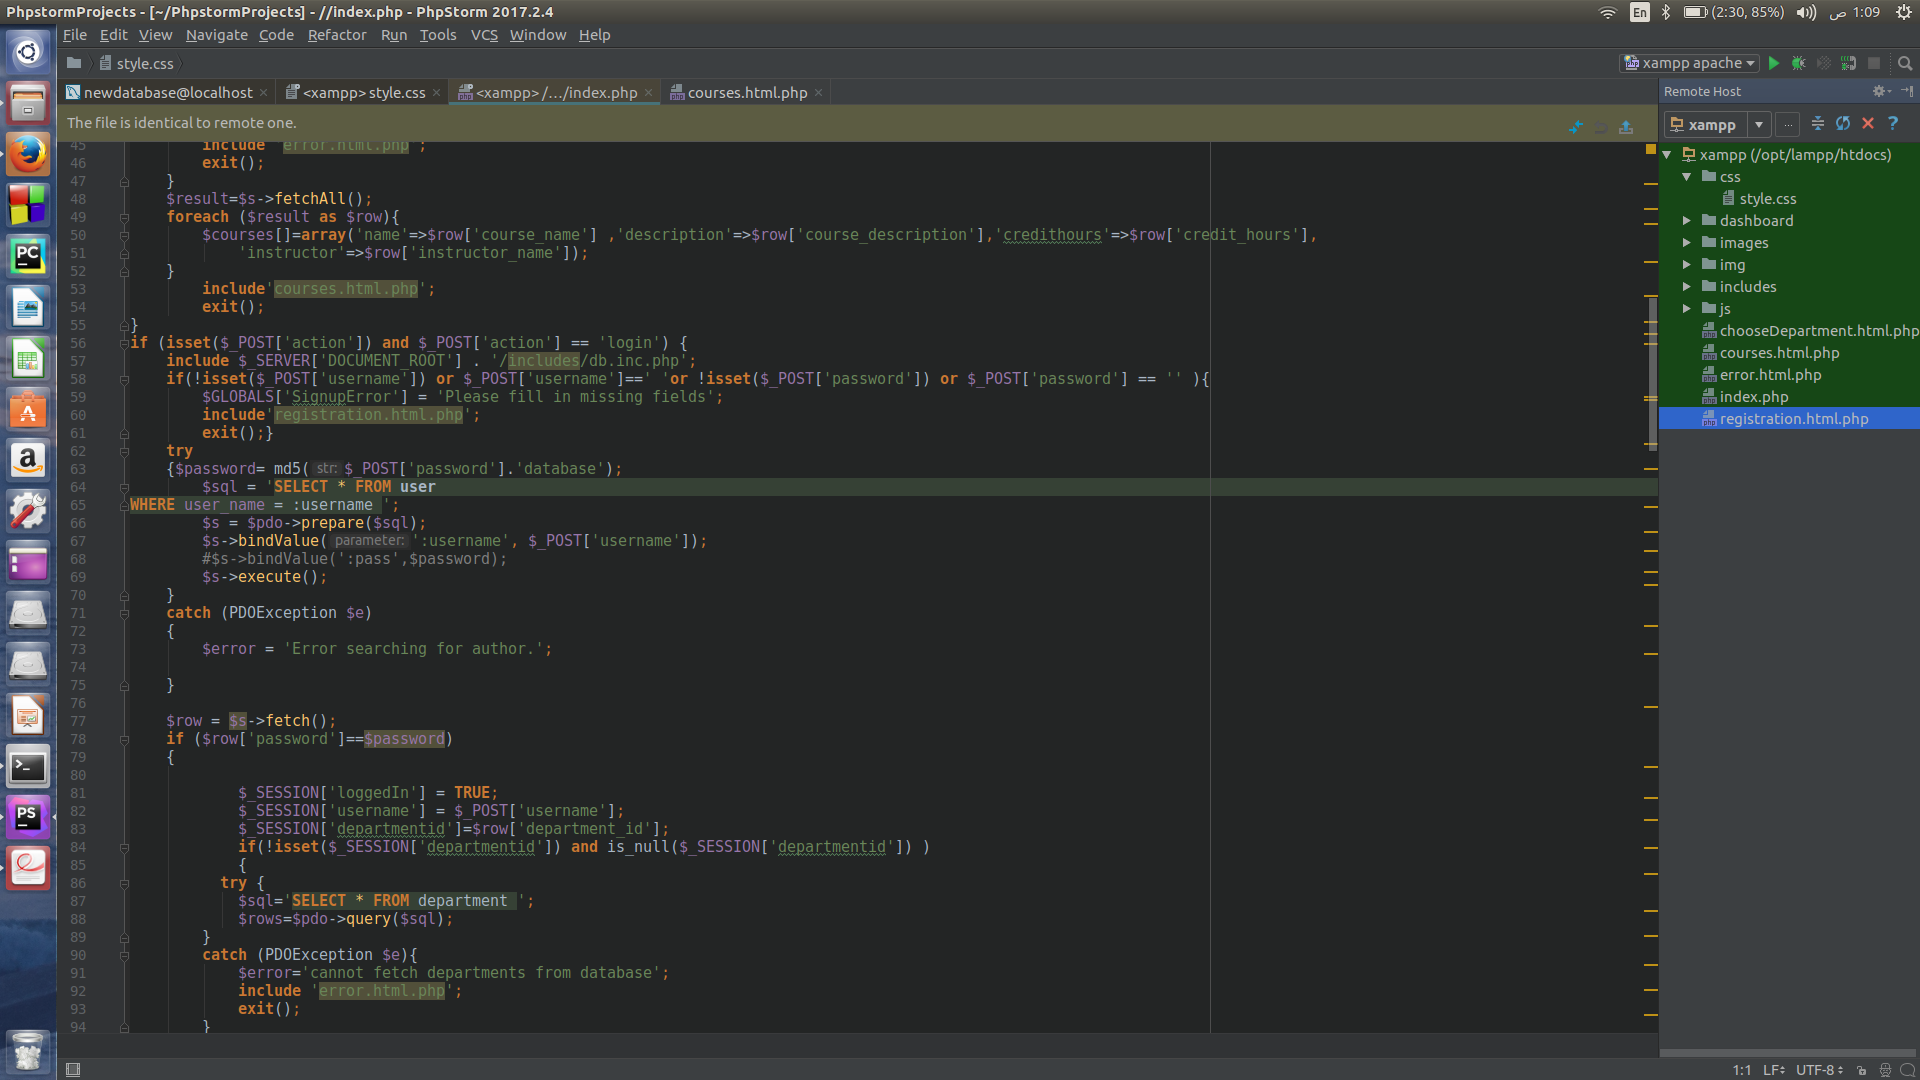 PhpstormProjects - [~/PhpstormProjects] - //index.php - PhpStorm 2017.2.4
En (2:30, 85%) ص 1:09
File Edit View Navigate Code Refactor Run Tools VCS Window Help
style.css
xampp apache
newdatabase@localhost
<xampp> style.css
<xampp> /.../index.php
courses.html.php
Remote Host
The file is identical to remote one.
xampp ... ?
45 include 'error.html.php';
46 exit();
47 }
48 $result=$s->fetchAll();
49 foreach ($result as $row){
50 $courses[]=array('name'=>$row['course_name'] ,'description'=>$row['course_description'],'credithours'=>$row['credit_hours'],
51 'instructor'=>$row['instructor_name']);
52 }
53 include'courses.html.php';
54 exit();
55 }
56 if (isset($_POST['action']) and $_POST['action'] == 'login') {
57 include $_SERVER['DOCUMENT_ROOT'] . '/includes/db.inc.php';
58 if(!isset($_POST['username']) or $_POST['username']==' 'or !isset($_POST['password']) or $_POST['password'] == '' ){
59 $GLOBALS['SignupError'] = 'Please fill in missing fields';
60 include'registration.html.php';
61 exit();}
62 try
63 {$password= md5( str: $_POST['password'].'database');
64 $sql = 'SELECT * FROM user
65 WHERE user_name = :username ';
66 $s = $pdo->prepare($sql);
67 $s->bindValue( parameter: ':username', $_POST['username']);
68 #$s->bindValue(':pass',$password);
69 $s->execute();
70 }
71 catch (PDOException $e)
72 {
73 $error = 'Error searching for author.';
74
75 }
76
77 $row = $s->fetch();
78 if ($row['password']==$password)
79 {
80
81 $_SESSION['loggedIn'] = TRUE;
82 $_SESSION['username'] = $_POST['username'];
83 $_SESSION['departmentid']=$row['department_id'];
84 if(!isset($_SESSION['departmentid']) and is_null($_SESSION['departmentid']) )
85 {
86 try {
87 $sql='SELECT * FROM department ';
88 $rows=$pdo->query($sql);
89 }
90 catch (PDOException $e){
91 $error='cannot fetch departments from database';
92 include 'error.html.php';
93 exit();
94 }
xampp (/opt/lampp/htdocs)
css
style.css
dashboard
images
img
includes
js
chooseDepartment.html.php
courses.html.php
error.html.php
index.php
registration.html.php
1:1 LF UTF-8